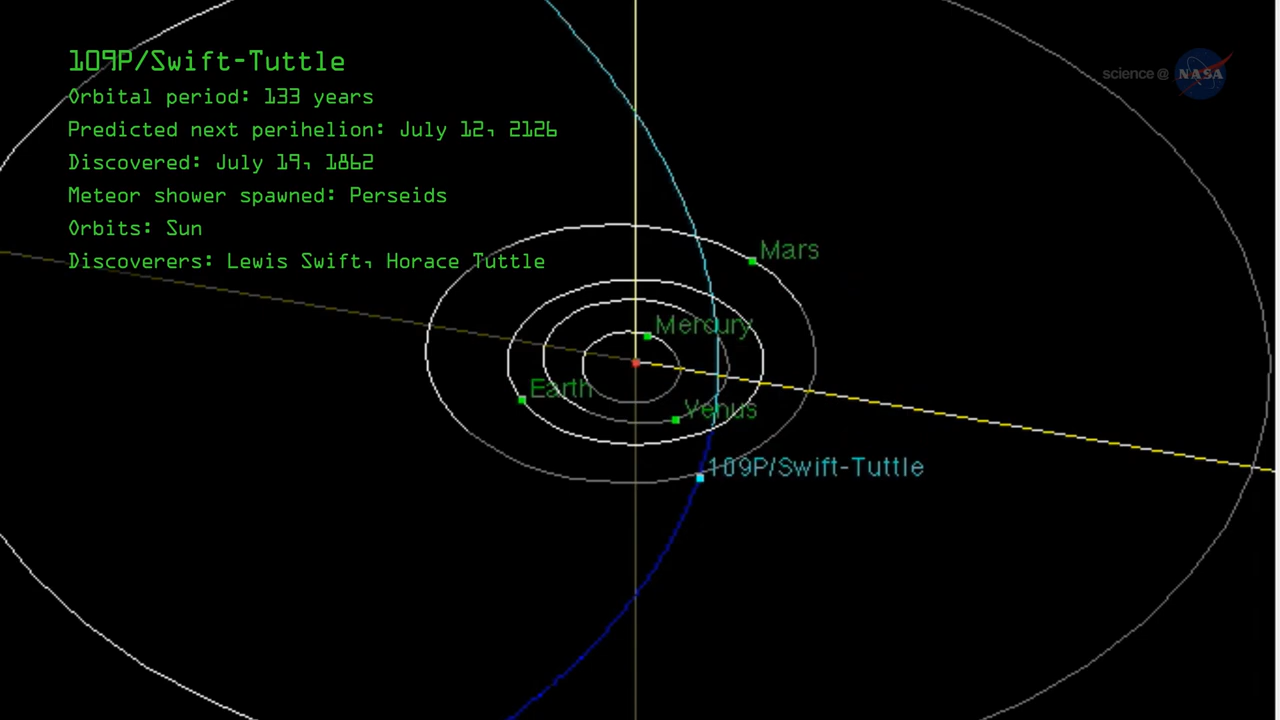 109P/Swift-Tuttle
Orbital period: 133 years
Predicted next perihelion: July 12, 2126
Discovered: July 19, 1862
Meteor shower spawned: Perseids
Orbits: Sun
Discoverers: Lewis Swift, Horace Tuttle
science@ NASA
Mars
Mercury
Earth
Venus
109P/Swift-Tuttle